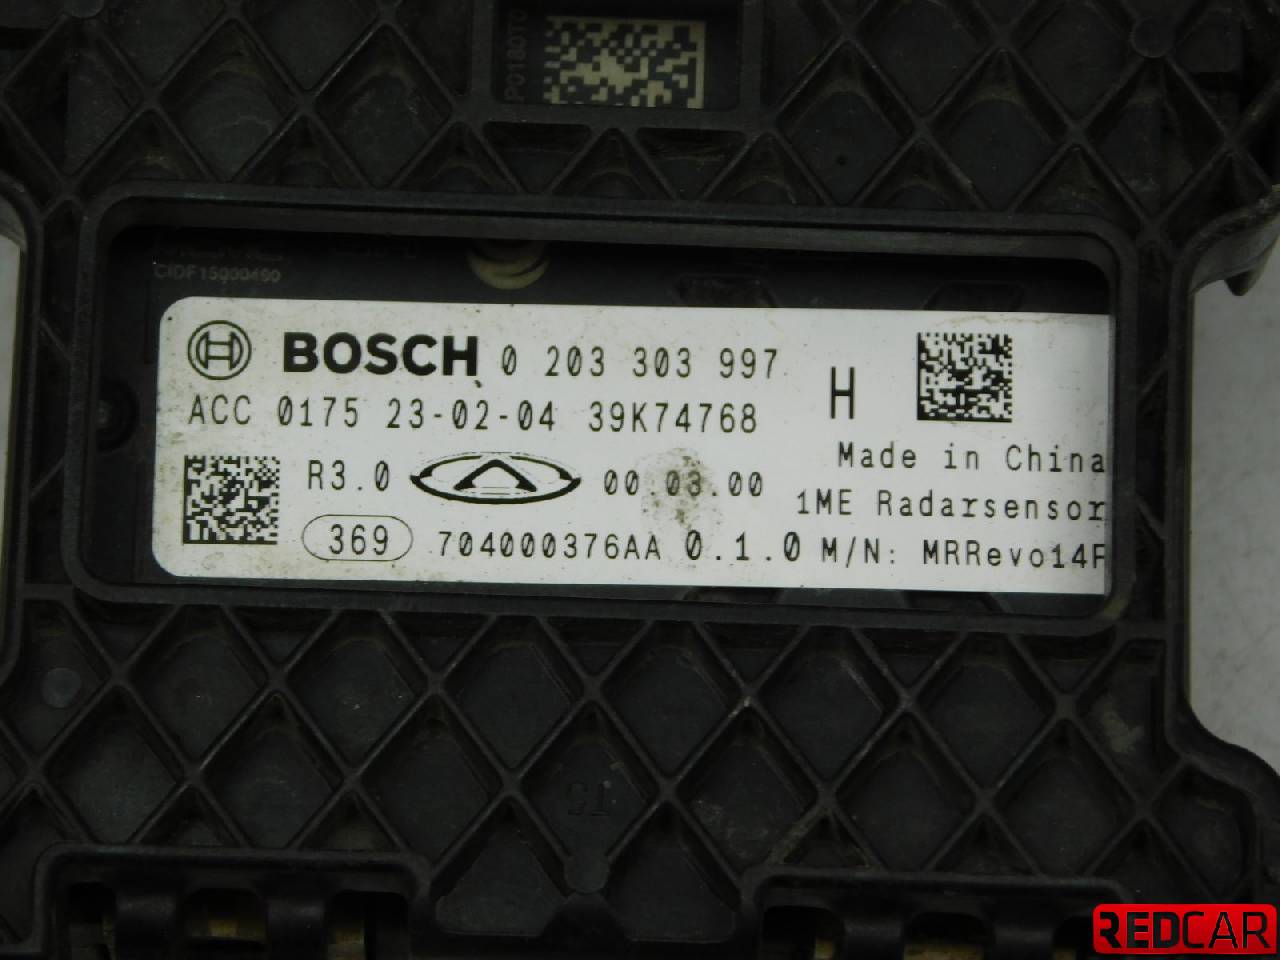 BOSCH 0 203 303 997
H
ACC 0175 23-02-04 39K74768
Made in China
R3.0 00.03.00
1ME Radarsensor
369 704000376AA 0.1.0 M/N: MRRevo14F
CIDF15000490
REDCAR